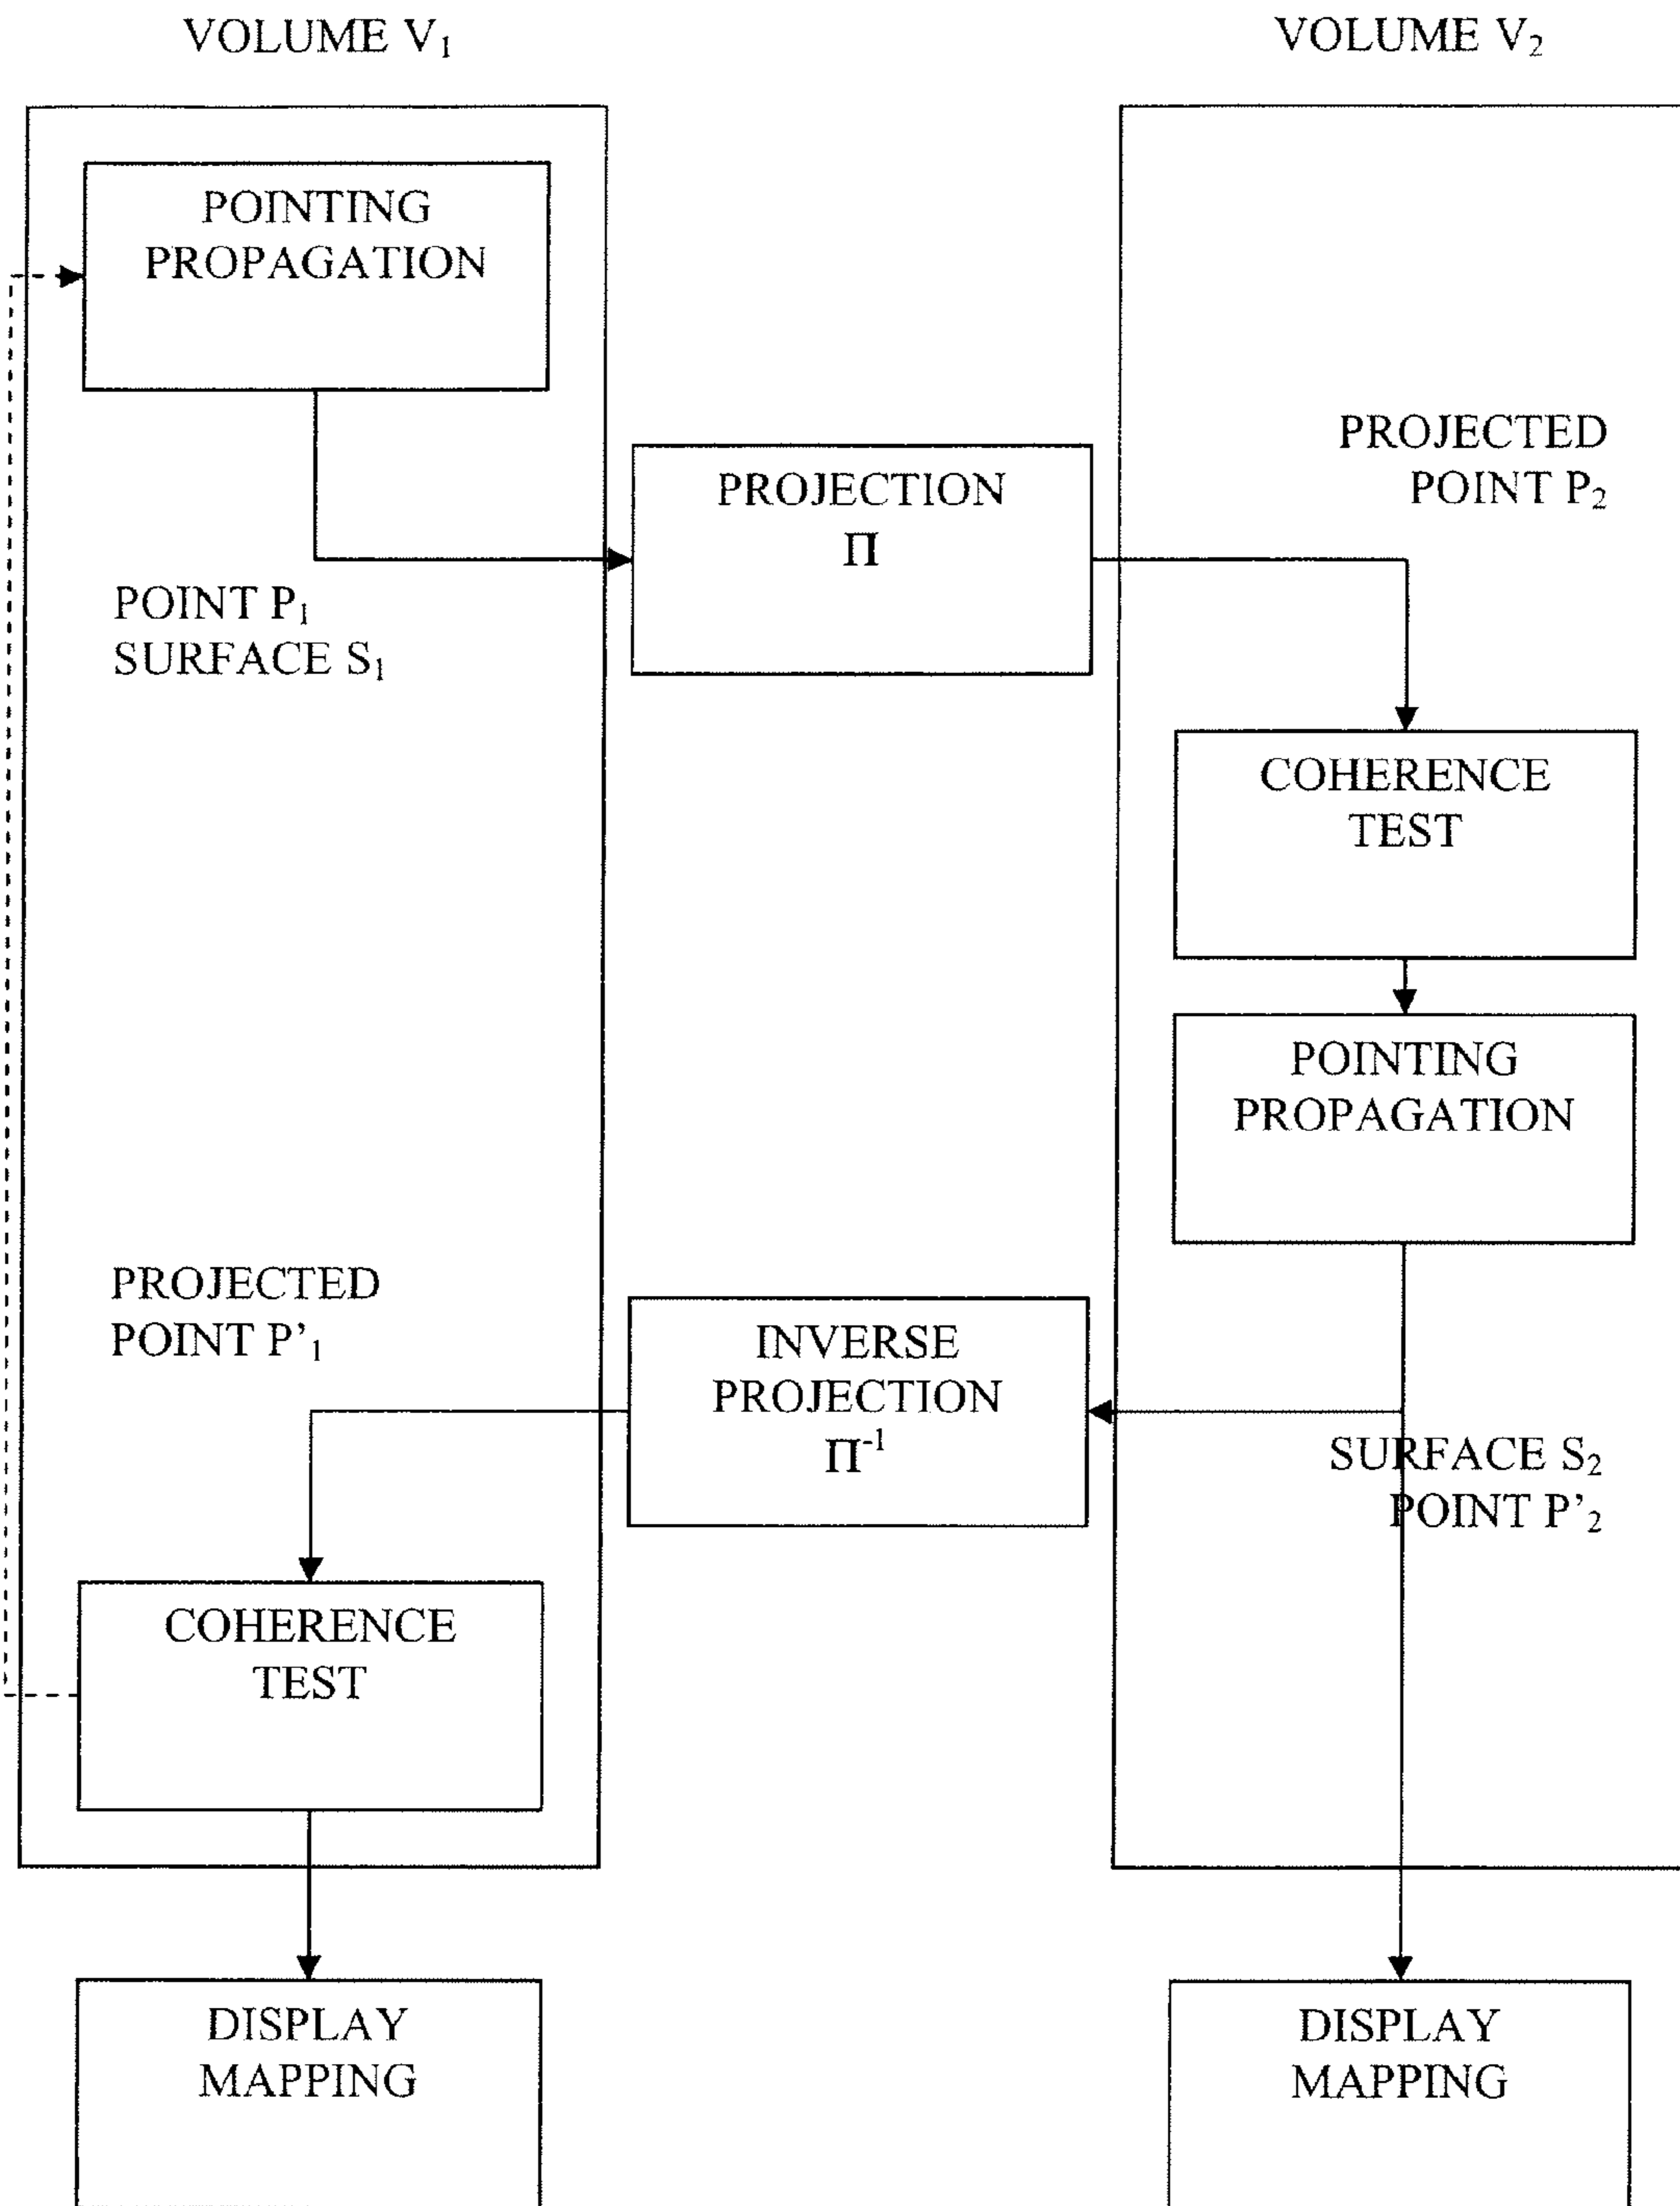 VOLUME V₁
VOLUME V₂
POINTING
PROPAGATION
PROJECTED
POINT P₂
PROJECTION
Π
POINT P₁
SURFACE S₁
COHERENCE
TEST
POINTING
PROPAGATION
PROJECTED
POINT P’₁
INVERSE
PROJECTION
Π⁻¹
SURFACE S₂
POINT P’₂
COHERENCE
TEST
DISPLAY
MAPPING
DISPLAY
MAPPING